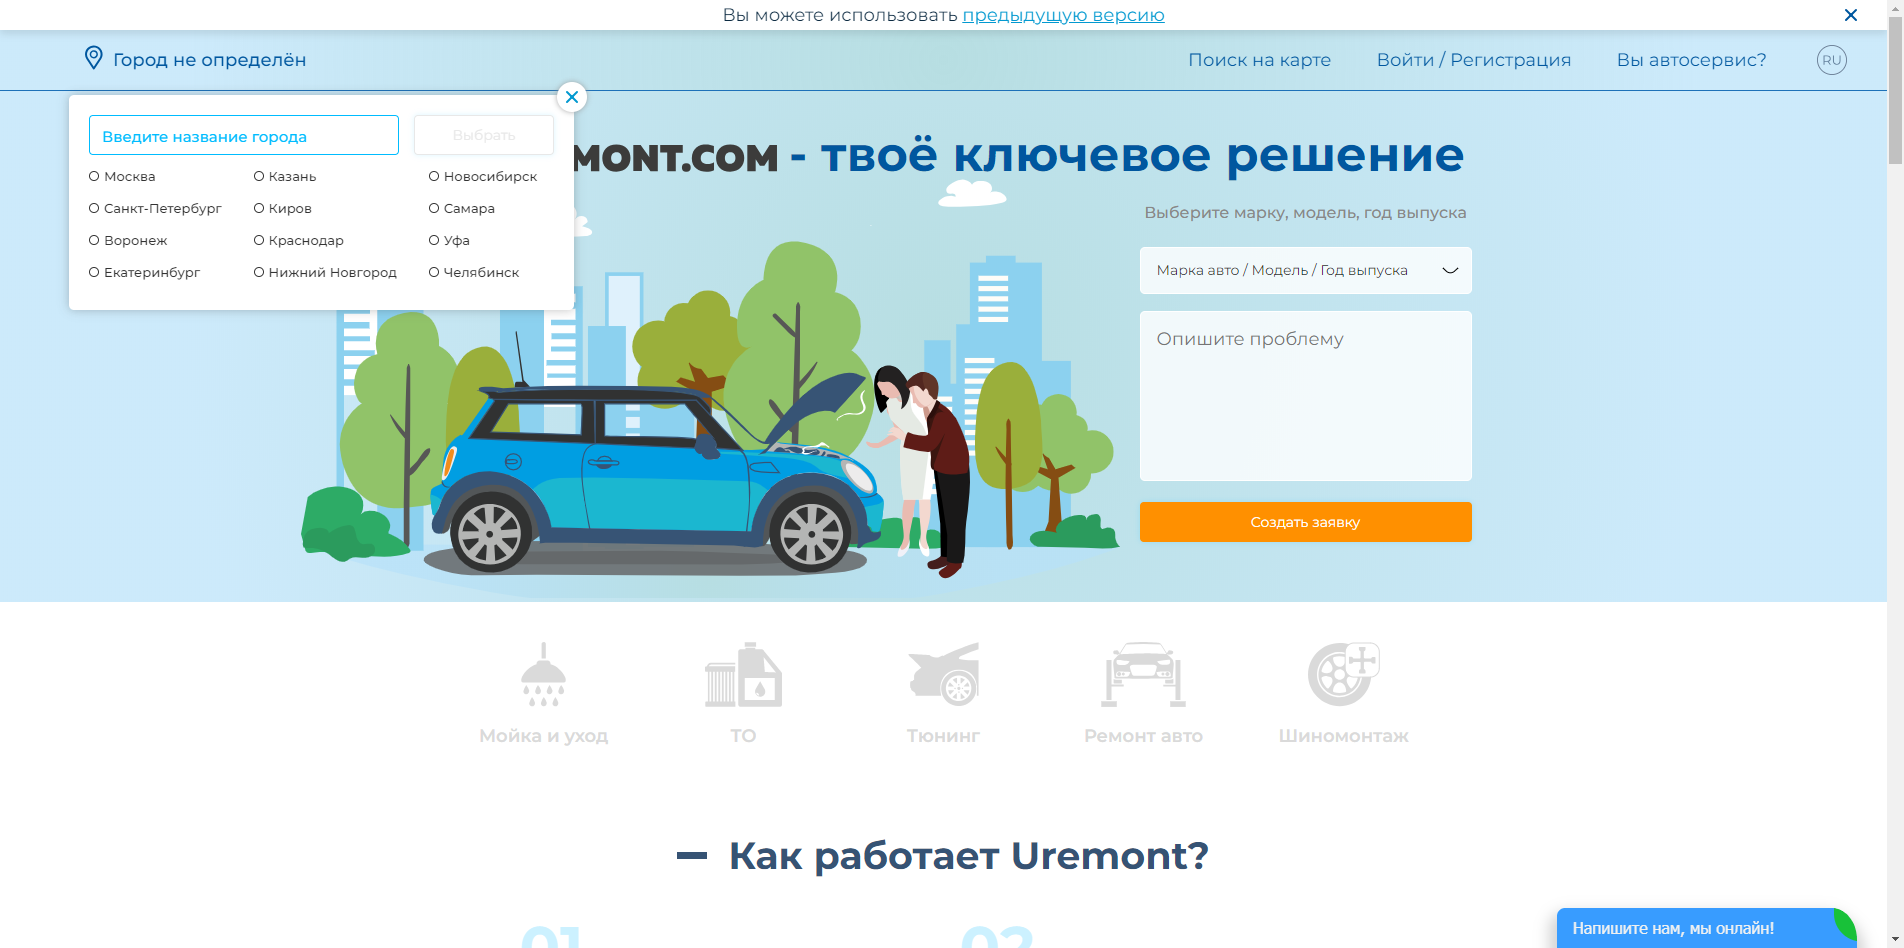 Вы можете использовать предыдущую версию
Город не определён
Поиск на карте
Войти / Регистрация
Вы автосервис?
RU
Введите название города
Выбрать
Москва
Казань
Новосибирск
Санкт-Петербург
Киров
Самара
Воронеж
Краснодар
Уфа
Екатеринбург
Нижний Новгород
Челябинск
MONT.COM - твоё ключевое решение
Выберите марку, модель, год выпуска
Марка авто / Модель / Год выпуска
Опишите проблему
Создать заявку
Мойка и уход
ТО
Тюнинг
Ремонт авто
Шиномонтаж
Как работает Uremont?
01
02
Напишите нам, мы онлайн!